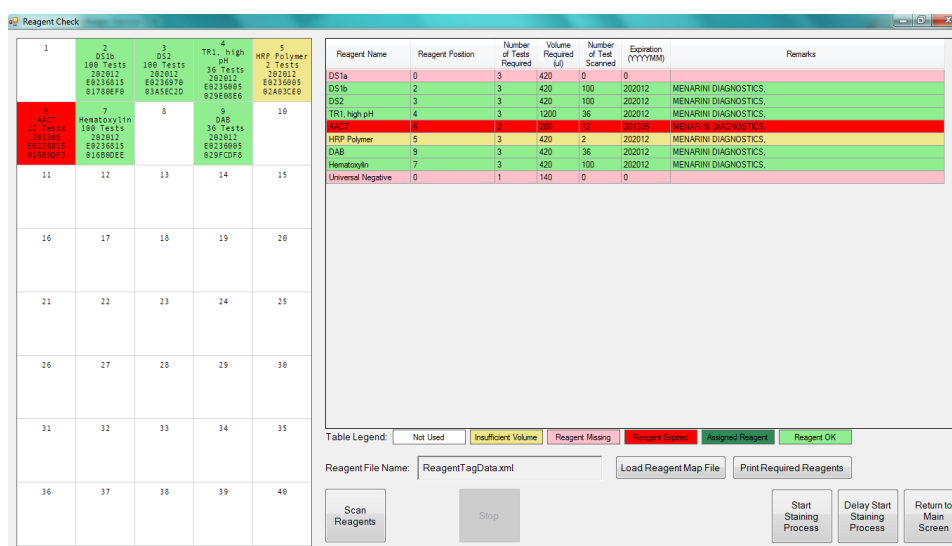 Reagent Check
1
2
DS1b
100 Tests
202012
E0236815
01780EF0
3
DS2
100 Tests
202012
E0236970
03A5EC2D
4
TR1, high
pH
36 Tests
202012
E0236005
029E08E6
5
HRP Polymer
2 Tests
202012
E0236005
02A03CE0
6
AACT
12 Tests
201305
E0236815
016B0DF3
7
Hematoxylin
100 Tests
202012
E0236815
016B0DEE
8
9
DAB
36 Tests
202012
E0236005
029FCDF8
10
11 12 13 14 15
16 17 18 19 20
21 22 23 24 25
26 27 28 29 30
31 32 33 34 35
36 37 38 39 40
Reagent Name Reagent Position Number of Tests Required Volume Required (ul) Number of Test Scanned Expiration (YYYYMM) Remarks
DS1a 0 3 420 0 0
DS1b 2 3 420 100 202012 MENARINI DIAGNOSTICS,
DS2 3 3 420 100 202012 MENARINI DIAGNOSTICS,
TR1, high pH 4 3 1200 36 202012 MENARINI DIAGNOSTICS,
AACT 6 2 280 12 201305 MENARINI DIAGNOSTICS,
HRP Polymer 5 3 420 2 202012 MENARINI DIAGNOSTICS,
DAB 9 3 420 36 202012 MENARINI DIAGNOSTICS,
Hematoxylin 7 3 420 100 202012 MENARINI DIAGNOSTICS,
Universal Negative 0 1 140 0 0
Table Legend: Not Used Insufficient Volume Reagent Missing Reagent Expired Assigned Reagent Reagent OK
Reagent File Name: ReagentTagData.xml Load Reagent Map File Print Required Reagents
Scan
Reagents
Stop
Start
Staining
Process
Delay Start
Staining
Process
Return to
Main
Screen